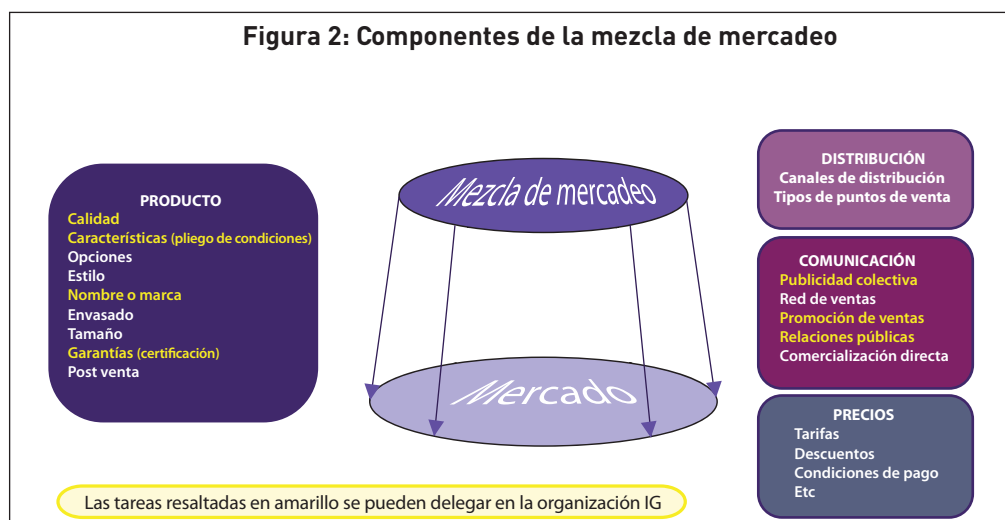 Figura 2: Componentes de la mezcla de mercadeo
PRODUCTO
Calidad
Características (pliego de condiciones)
Opciones
Estilo
Nombre o marca
Envasado
Tamaño
Garantías (certificación)
Post venta
Mezcla de mercadeo
Mercado
DISTRIBUCIÓN
Canales de distribución
Tipos de puntos de venta
COMUNICACIÓN
Publicidad colectiva
Red de ventas
Promoción de ventas
Relaciones públicas
Comercialización directa
PRECIOS
Tarifas
Descuentos
Condiciones de pago
Etc
Las tareas resaltadas en amarillo se pueden delegar en la organización IG